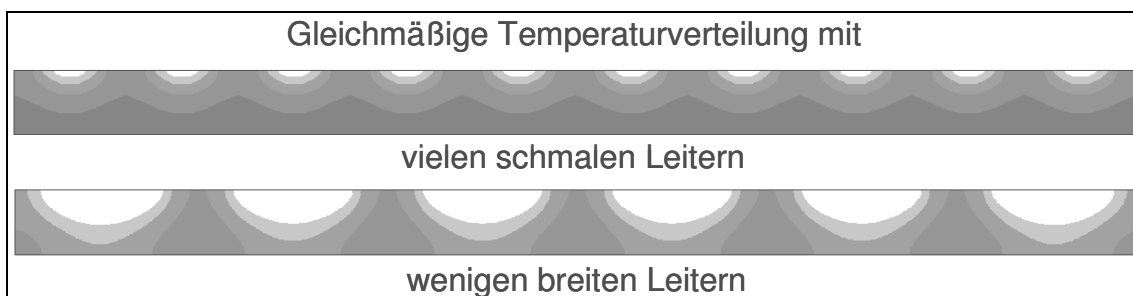 Gleichmäßige Temperaturverteilung mit
vielen schmalen Leitern
wenigen breiten Leitern